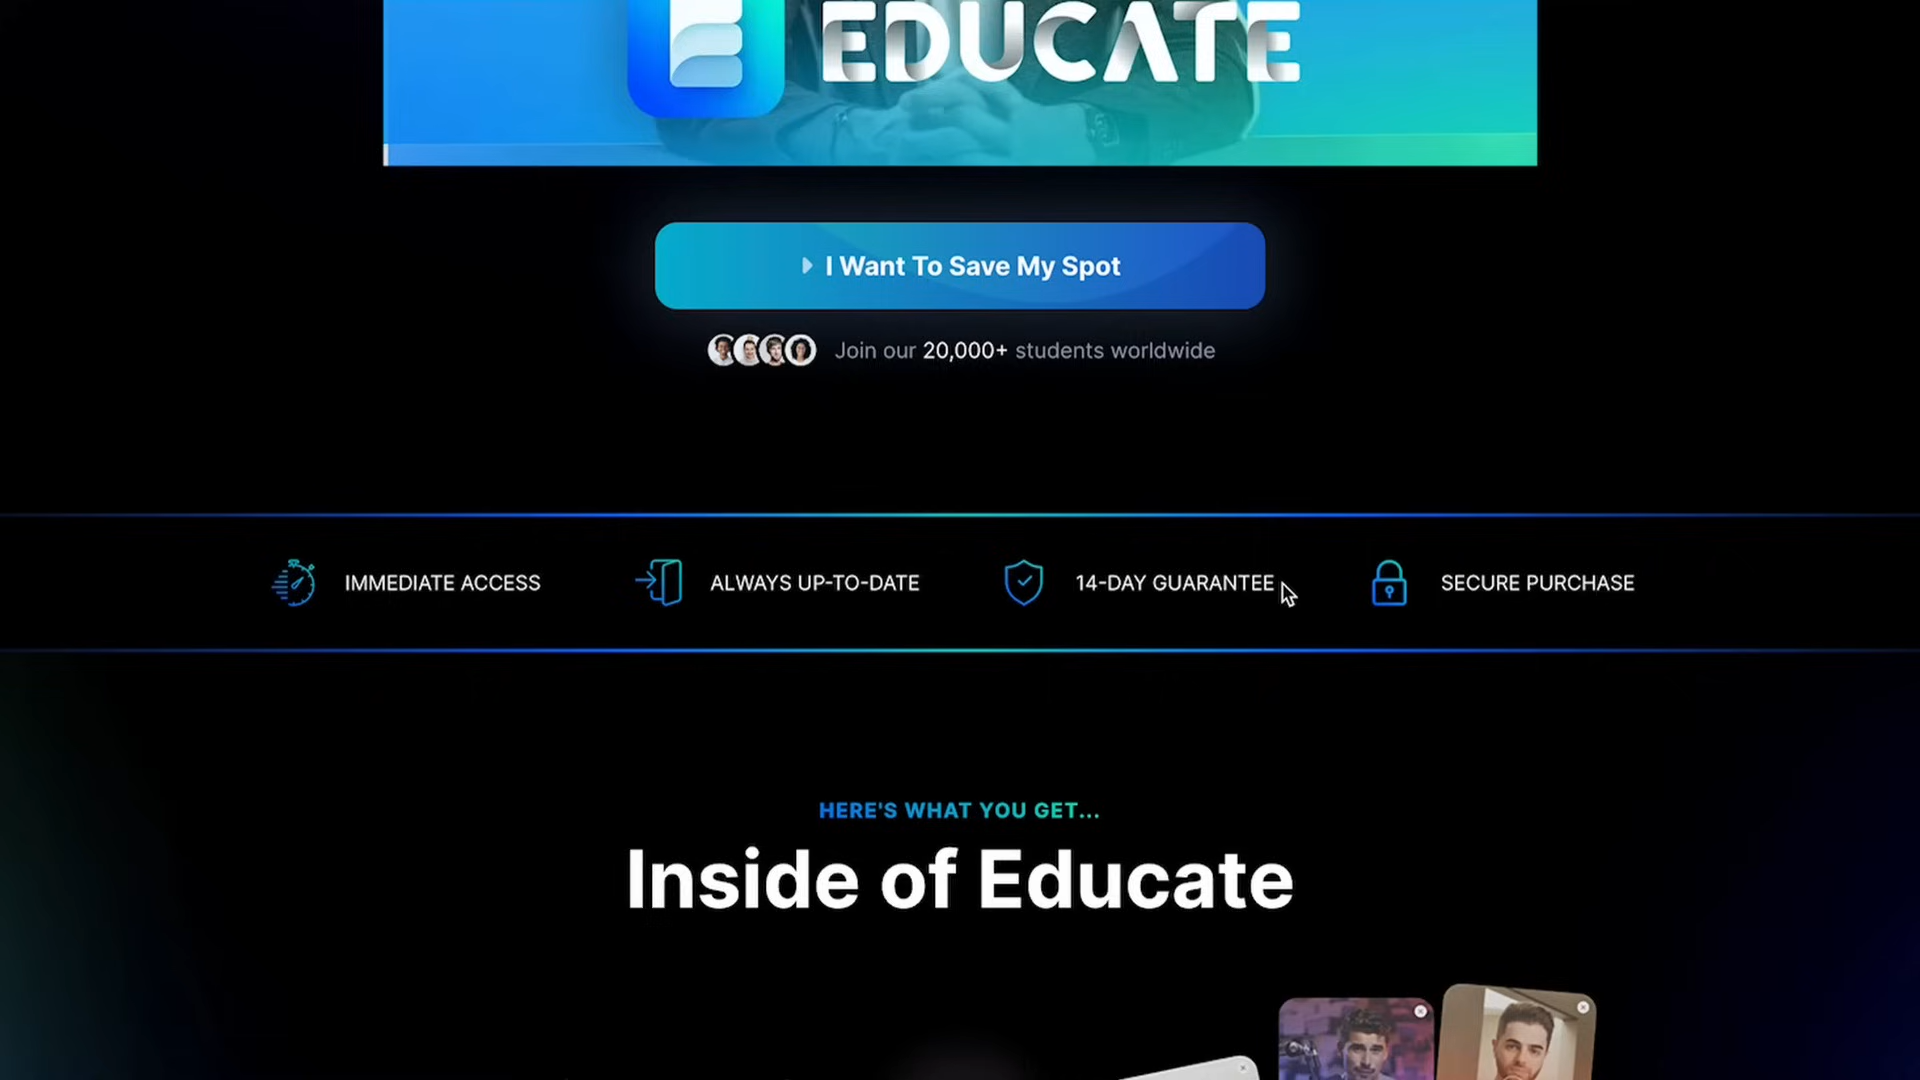 EDUCATE
I Want To Save My Spot
Join our 20,000+ students worldwide
IMMEDIATE ACCESS
ALWAYS UP-TO-DATE
14-DAY GUARANTEE
SECURE PURCHASE
HERE'S WHAT YOU GET...
Inside of Educate